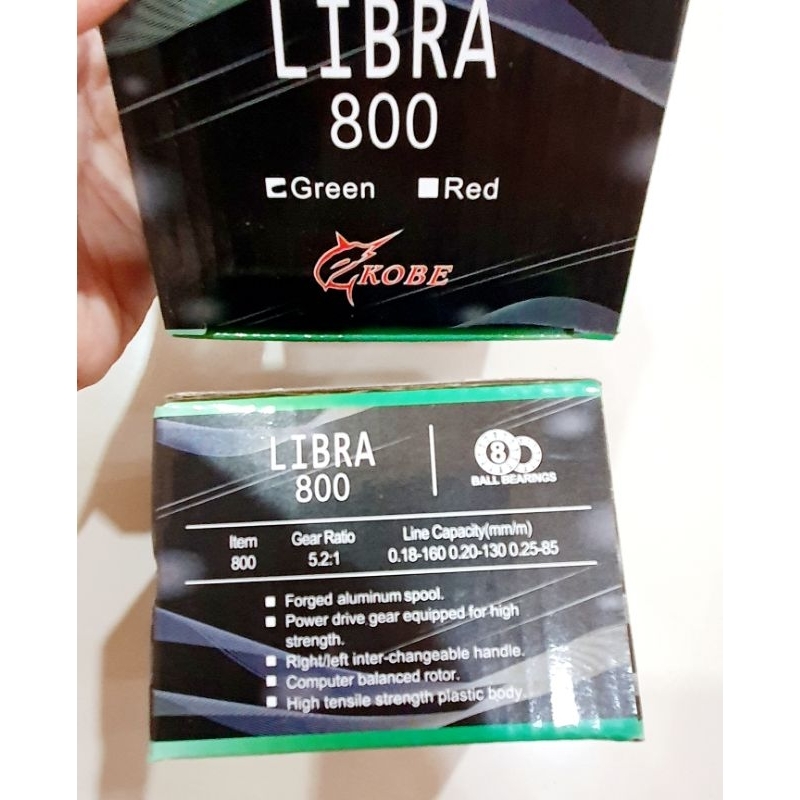 LIBRA
800
Green Red
KOBE
LIBRA
800
8
BALL BEARINGS
Item Gear Ratio Line Capacity(mm/m)
800 5.2:1 0.18-160 0.20-130 0.25-85
Forged aluminum spool.
Power drive gear equipped for high
strength.
Right/left inter-changeable handle.
Computer balanced rotor.
High tensile strength plastic body.